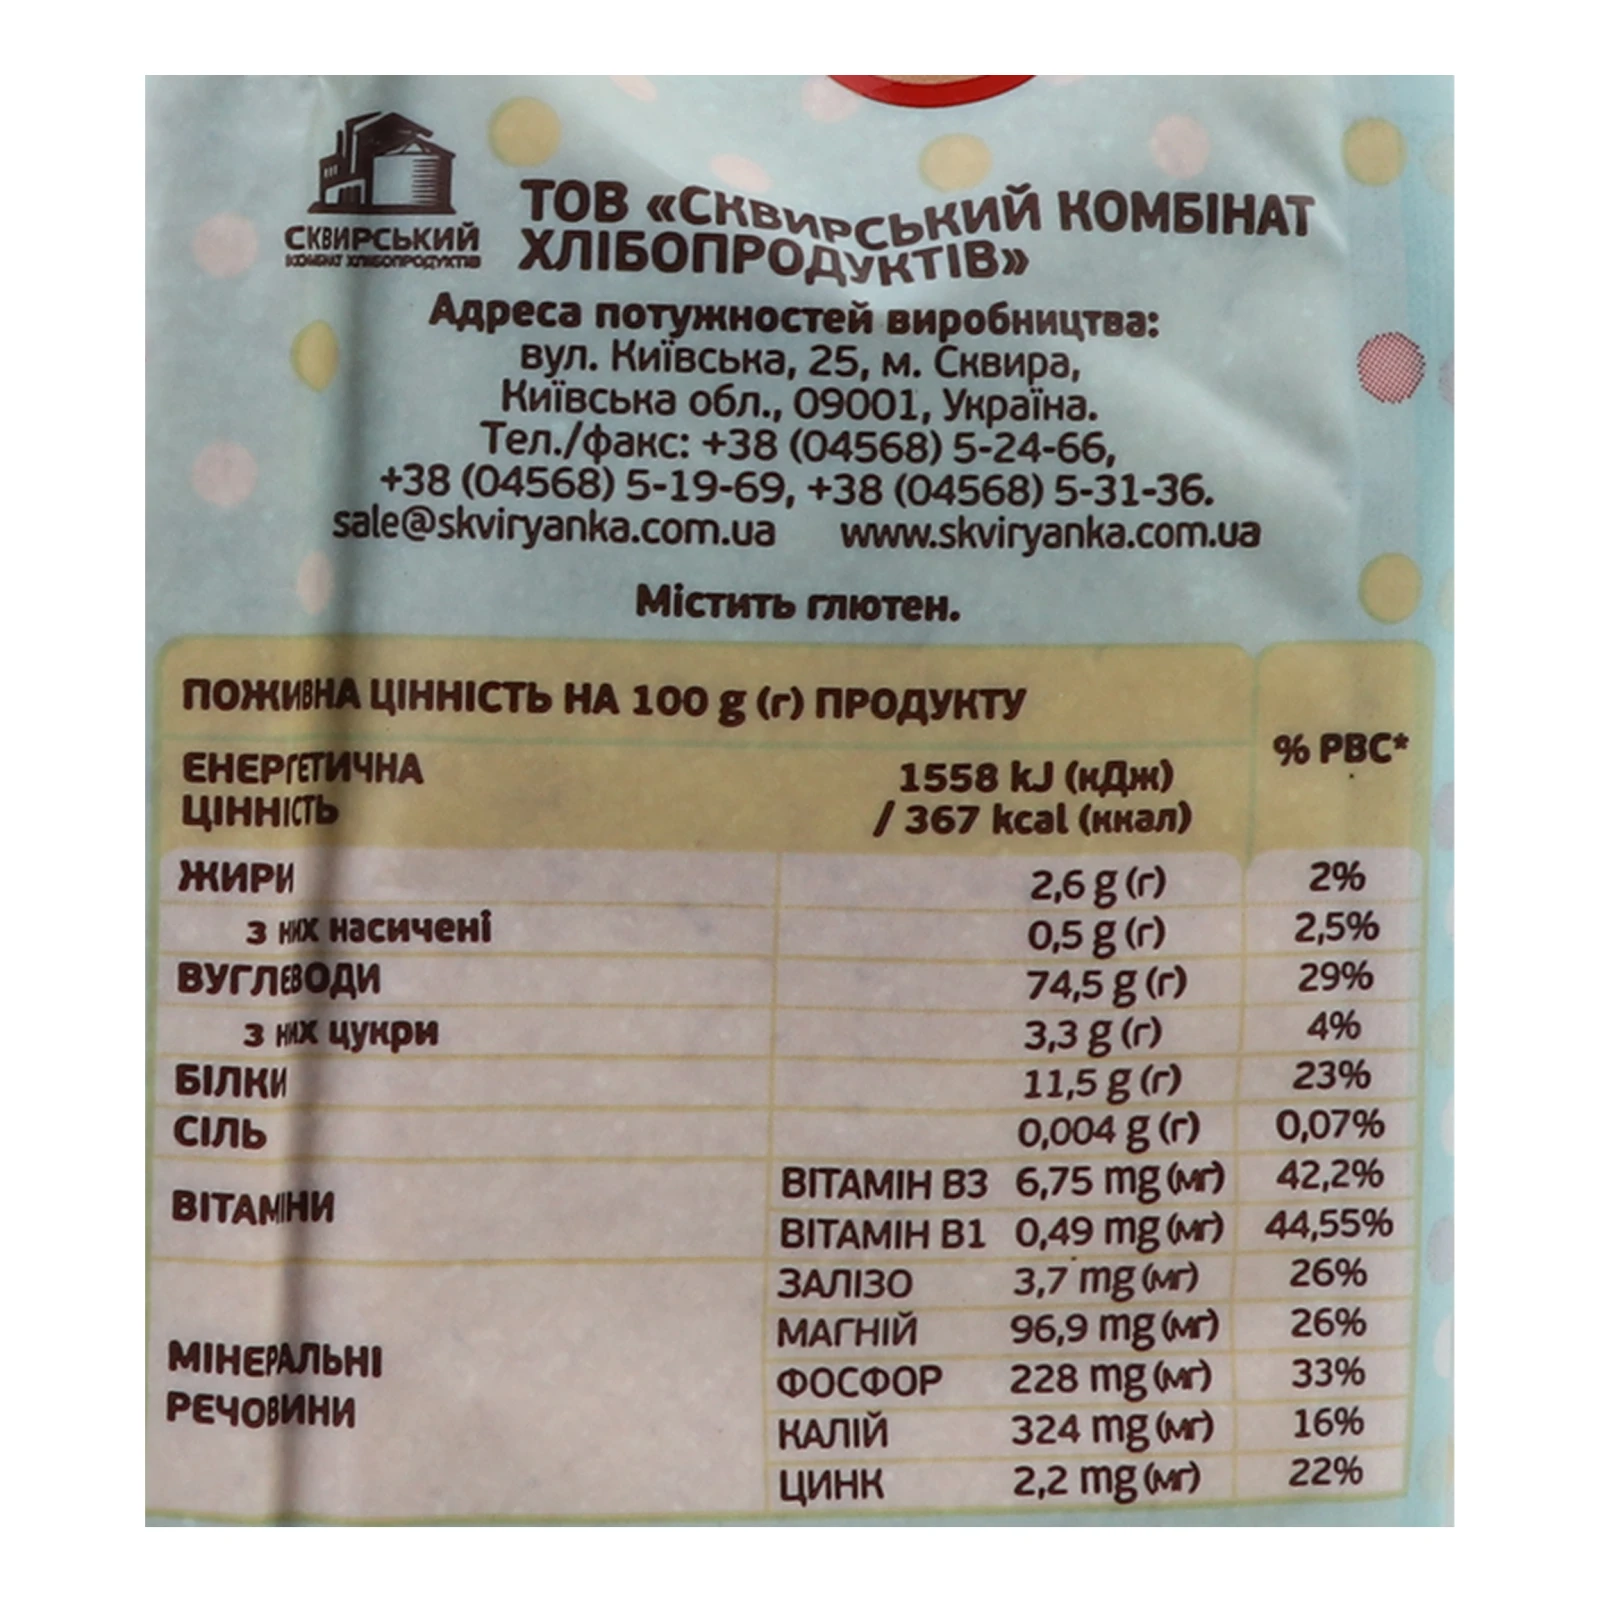 СКВИРСЬКИЙ
КОМБІНАТ ХЛІБОПРОДУКТІВ
ТОВ «СКВИРСЬКИЙ КОМБІНАТ
ХЛІБОПРОДУКТІВ»
Адреса потужностей виробництва:
вул. Київська, 25, м. Сквира,
Київська обл., 09001, Україна.
Тел./факс: +38 (04568) 5-24-66,
+38 (04568) 5-19-69, +38 (04568) 5-31-36.
sale@skviryanka.com.ua www.skviryanka.com.ua
Містить глютен.
ПОЖИВНА ЦІННІСТЬ НА 100 g (г) ПРОДУКТУ
% РВС*
ЕНЕРГЕТИЧНА
ЦІННІСТЬ
1558 kJ (кДж)
/ 367 kcal (ккал)
ЖИРИ 2,6 g (г) 2%
з них насичені 0,5 g (г) 2,5%
ВУГЛЕВОДИ 74,5 g (г) 29%
з них цукри 3,3 g (г) 4%
БІЛКИ 11,5 g (г) 23%
СІЛЬ 0,004 g (г) 0,07%
ВІТАМІНИ
ВІТАМІН В3 6,75 mg (мг) 42,2%
ВІТАМІН В1 0,49 mg (мг) 44,55%
МІНЕРАЛЬНІ
РЕЧОВИНИ
ЗАЛІЗО 3,7 mg (мг) 26%
МАГНІЙ 96,9 mg (мг) 26%
ФОСФОР 228 mg (мг) 33%
КАЛІЙ 324 mg (мг) 16%
ЦИНК 2,2 mg (мг) 22%